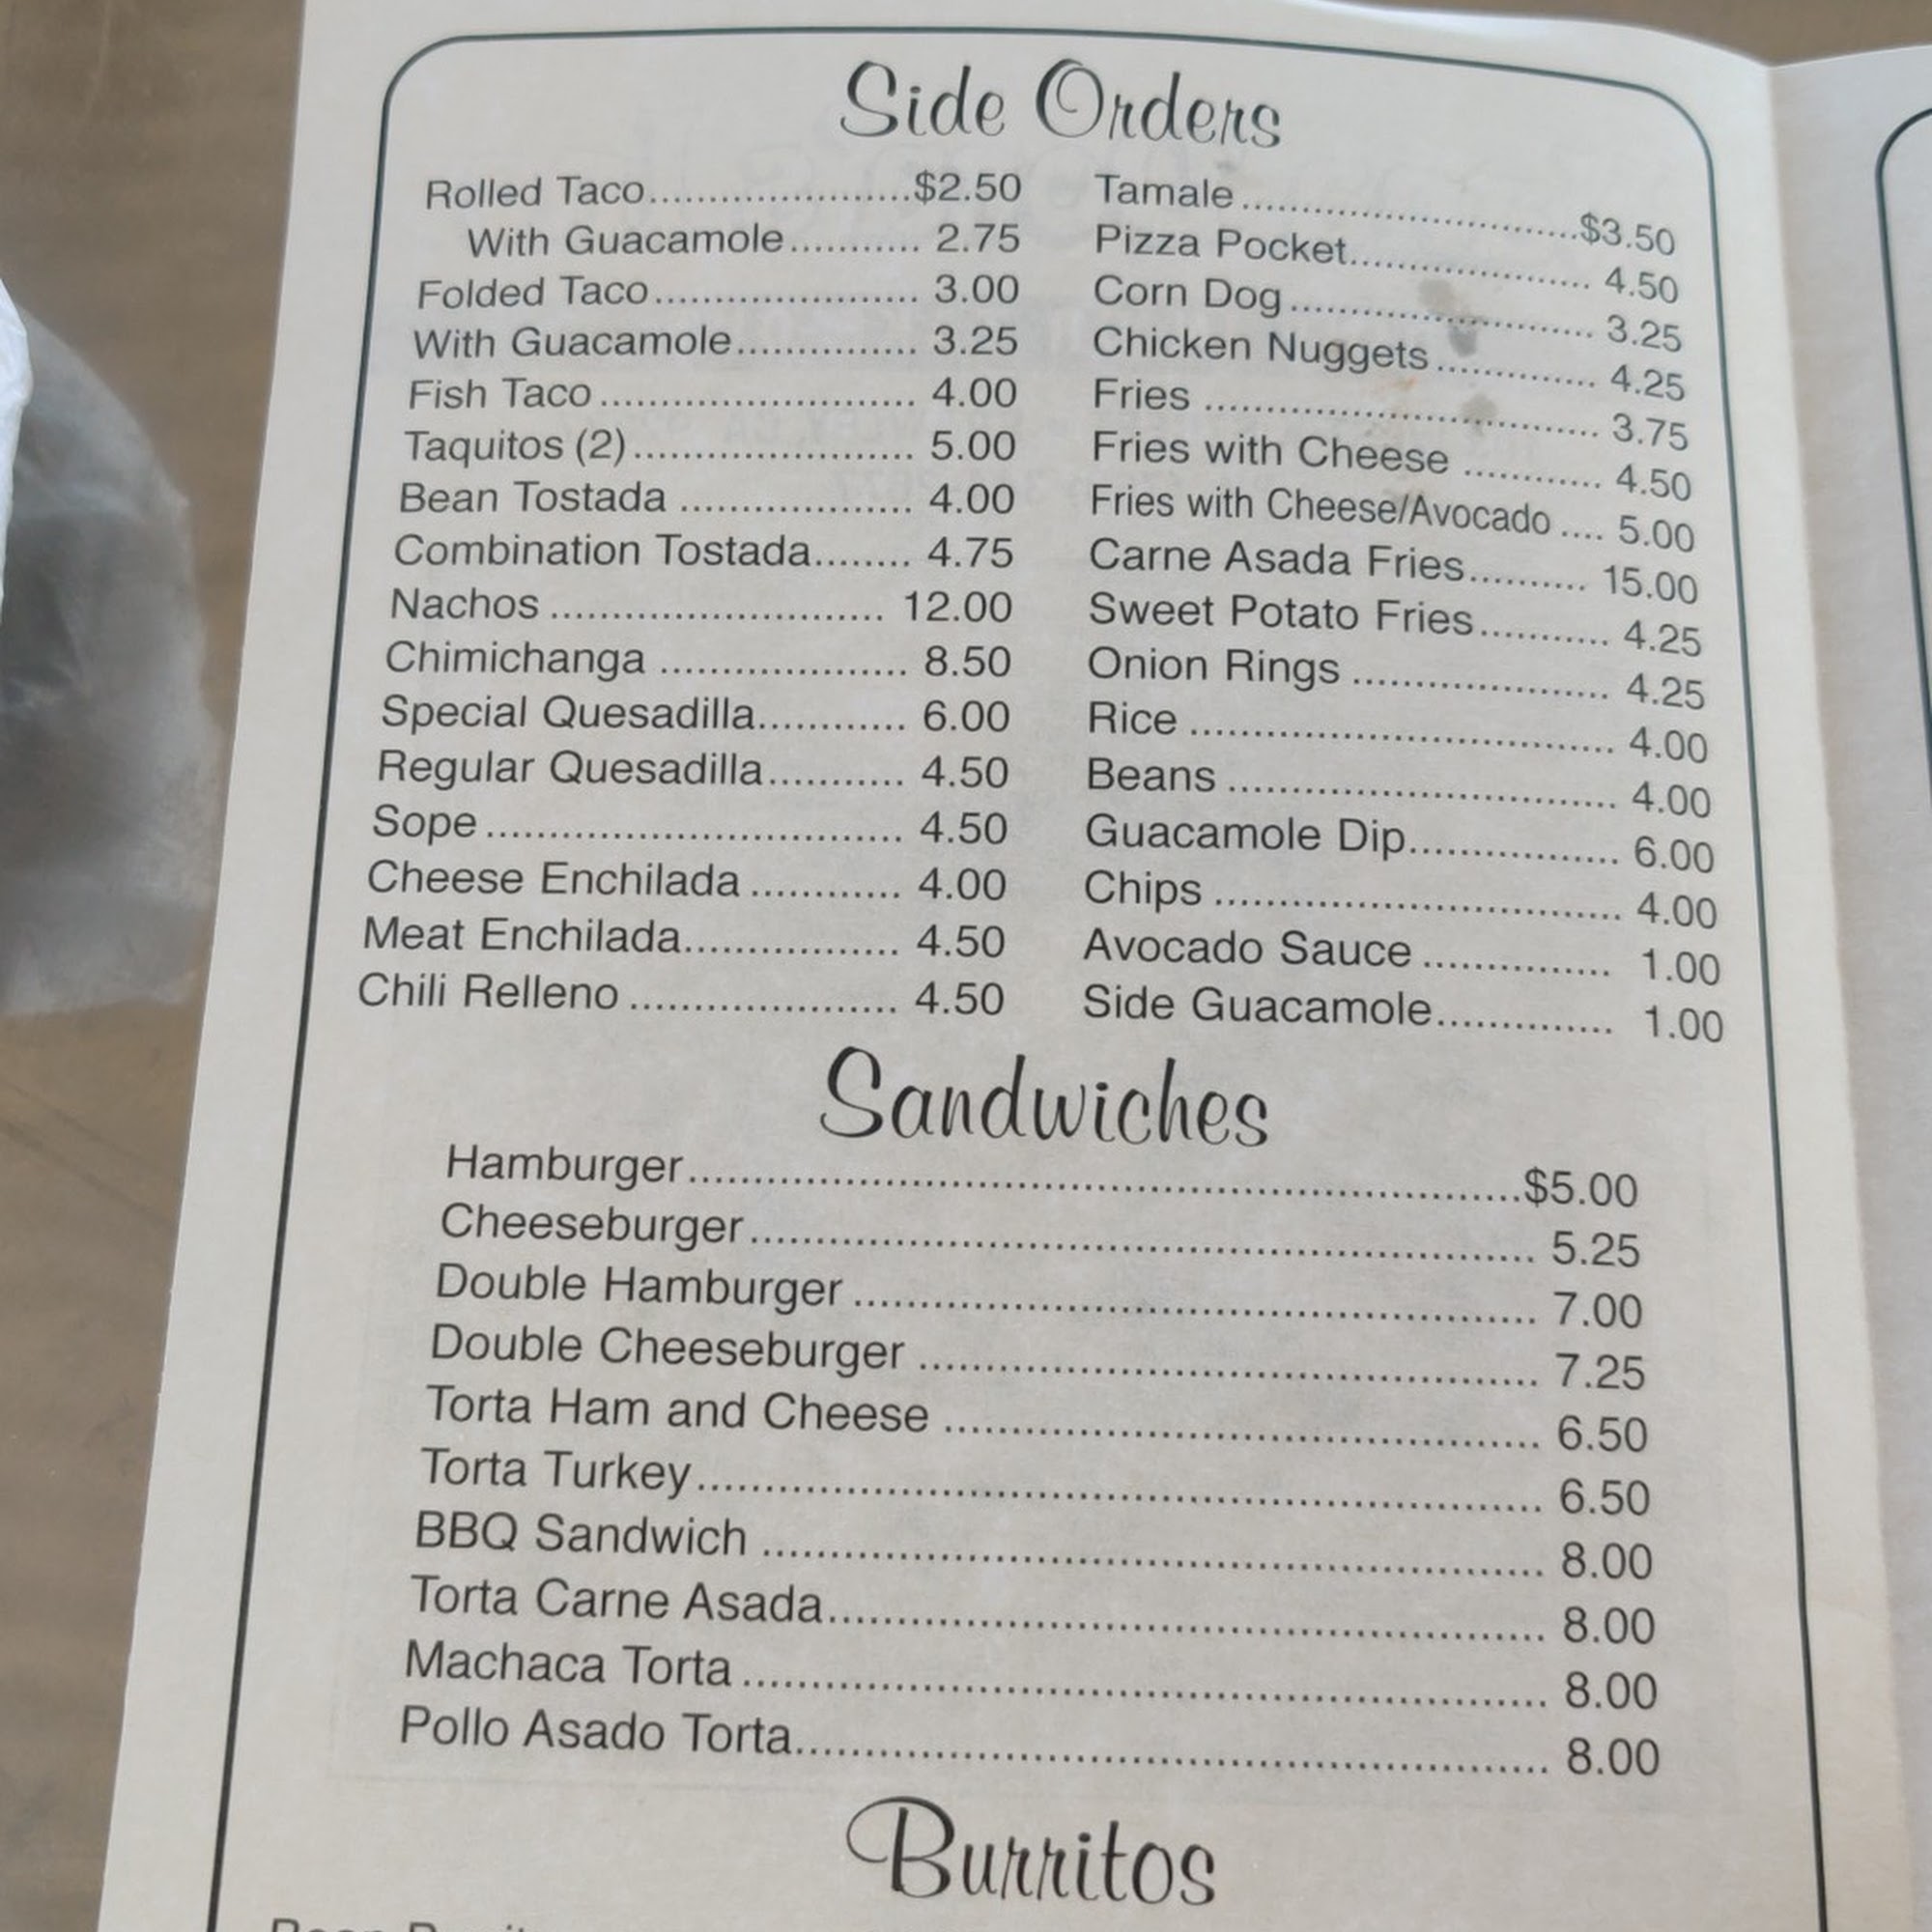 Side Orders
Rolled Taco......................$2.50
With Guacamole........... 2.75
Folded Taco....................... 3.00
With Guacamole............... 3.25
Fish Taco........................... 4.00
Taquitos (2)........................ 5.00
Bean Tostada .................... 4.00
Combination Tostada........ 4.75
Nachos ............................ 12.00
Chimichanga ..................... 8.50
Special Quesadilla............ 6.00
Regular Quesadilla........... 4.50
Sope.................................. 4.50
Cheese Enchilada ............ 4.00
Meat Enchilada................. 4.50
Chili Relleno ...................... 4.50
Tamale ............................$3.50
Pizza Pocket.................... 4.50
Corn Dog ......................... 3.25
Chicken Nuggets ............. 4.25
Fries ................................ 3.75
Fries with Cheese ........... 4.50
Fries with Cheese/Avocado .... 5.00
Carne Asada Fries.......... 15.00
Sweet Potato Fries........... 4.25
Onion Rings ..................... 4.25
Rice .................................. 4.00
Beans ............................... 4.00
Guacamole Dip................. 6.00
Chips ................................ 4.00
Avocado Sauce ............... 1.00
Side Guacamole.............. 1.00
Sandwiches
Hamburger..................................................................$5.00
Cheeseburger............................................................... 5.25
Double Hamburger ...................................................... 7.00
Double Cheeseburger ................................................. 7.25
Torta Ham and Cheese ............................................... 6.50
Torta Turkey.................................................................. 6.50
BBQ Sandwich ............................................................. 8.00
Torta Carne Asada........................................................ 8.00
Machaca Torta .............................................................. 8.00
Pollo Asado Torta.......................................................... 8.00
Burritos